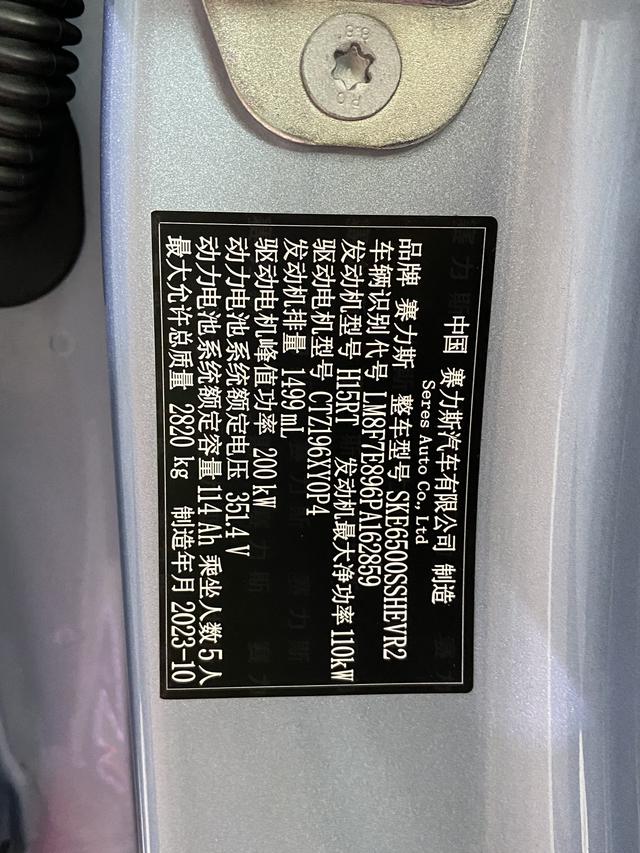 中国 赛力斯汽车有限公司 制造
Seres Auto Co., Ltd
品牌 赛力斯 整车型号 SKE6500SSHEVR2
车辆识别代号 LM8F7E896PA162859
发动机型号 H15RT 发动机最大净功率 110kW
驱动电机型号 CTZ196XY0P4
发动机排量 1499 mL
驱动电机峰值功率 200 kW
动力电池系统额定电压 351.4 V
动力电池系统额定容量 114 Ah 乘坐人数 5 人
最大允许总质量 2820 kg 制造年月 2023-10
8.8